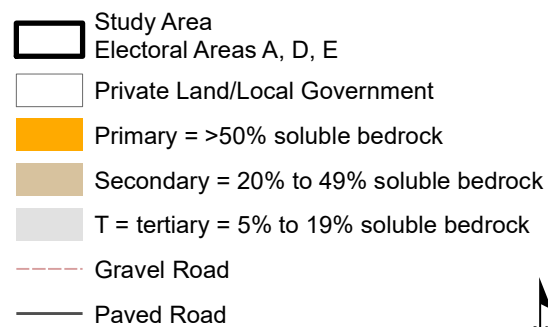 Study Area
Electoral Areas A, D, E
Private Land/Local Government
Primary = >50% soluble bedrock
Secondary = 20% to 49% soluble bedrock
T = tertiary = 5% to 19% soluble bedrock
Gravel Road
Paved Road